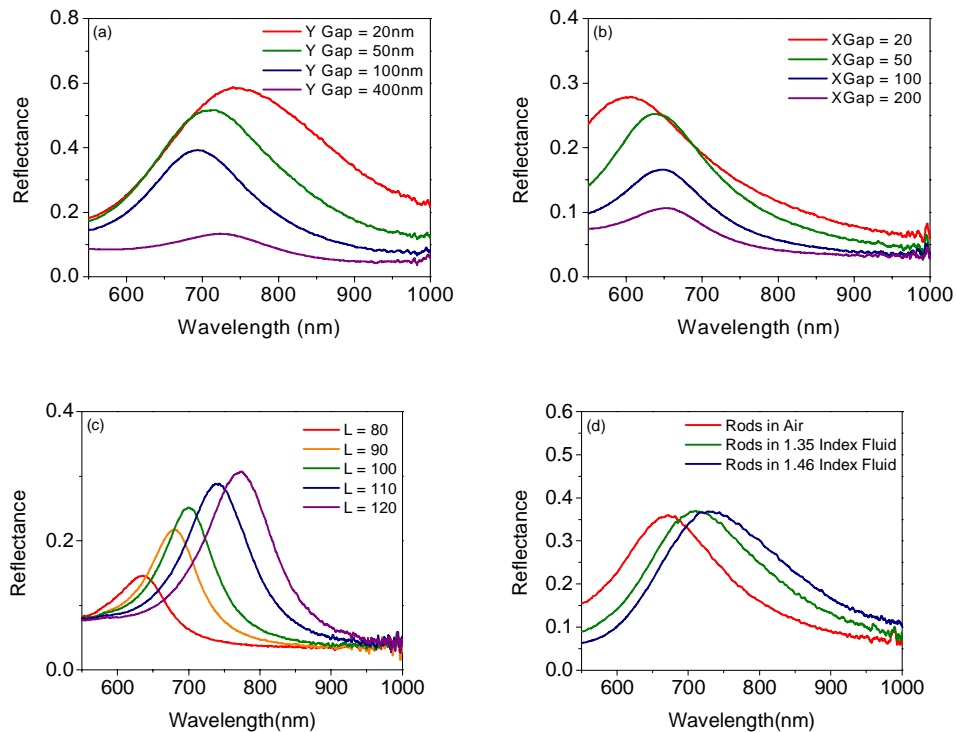 (a)
Y Gap = 20nm
Y Gap = 50nm
Y Gap = 100nm
Y Gap = 400nm
0.8
0.6
0.4
0.2
0.0
Reflectance
600 700 800 900 1000
Wavelength (nm)
(b)
XGap = 20
XGap = 50
XGap = 100
XGap = 200
0.3
0.2
0.1
0.0
Reflectance
600 700 800 900 1000
Wavelength (nm)
(c)
L = 80
L = 90
L = 100
L = 110
L = 120
0.4
0.2
0.0
Reflectance
600 700 800 900 1000
Wavelength(nm)
(d)
Rods in Air
Rods in 1.35 Index Fluid
Rods in 1.46 Index Fluid
0.6
0.5
0.4
0.3
0.2
0.1
0.0
Reflectance
600 700 800 900 1000
Wavelength(nm)